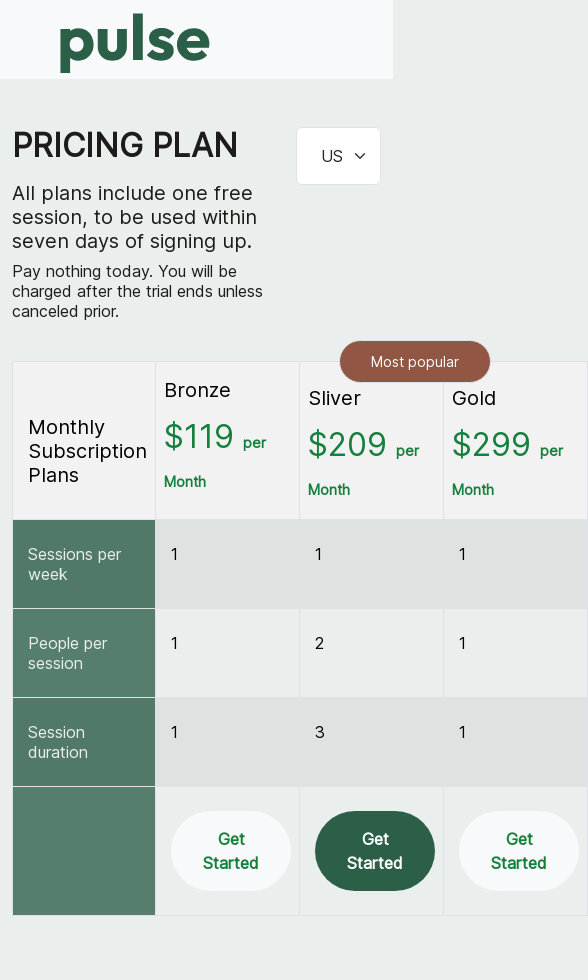 pulse
PRICING PLAN
US
All plans include one free
session, to be used within
seven days of signing up.
Pay nothing today. You will be
charged after the trial ends unless
canceled prior.
Most popular
Monthly
Subscription
Plans
Bronze
$119 per
Month
Sliver
$209 per
Month
Gold
$299 per
Month
Sessions per
week
1
1
1
People per
session
1
2
1
Session
duration
1
3
1
Get
Started
Get
Started
Get
Started